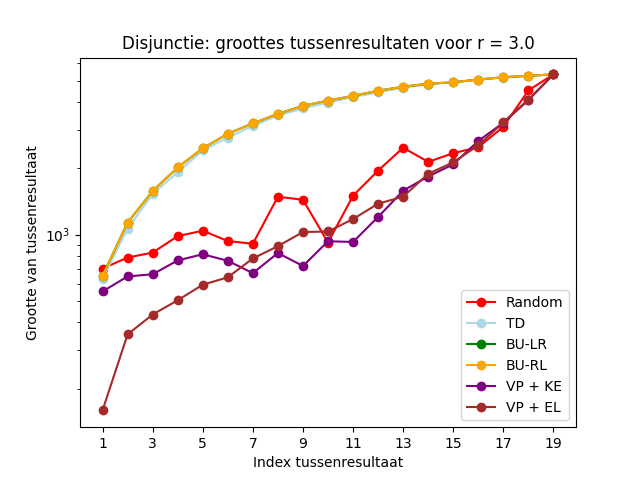 Disjunctie: groottes tussenresultaten voor r = 3.0
Grootte van tussenresultaat
10³
1 3 5 7 9 11 13 15 17 19
Index tussenresultaat
Random
TD
BU-LR
BU-RL
VP + KE
VP + EL